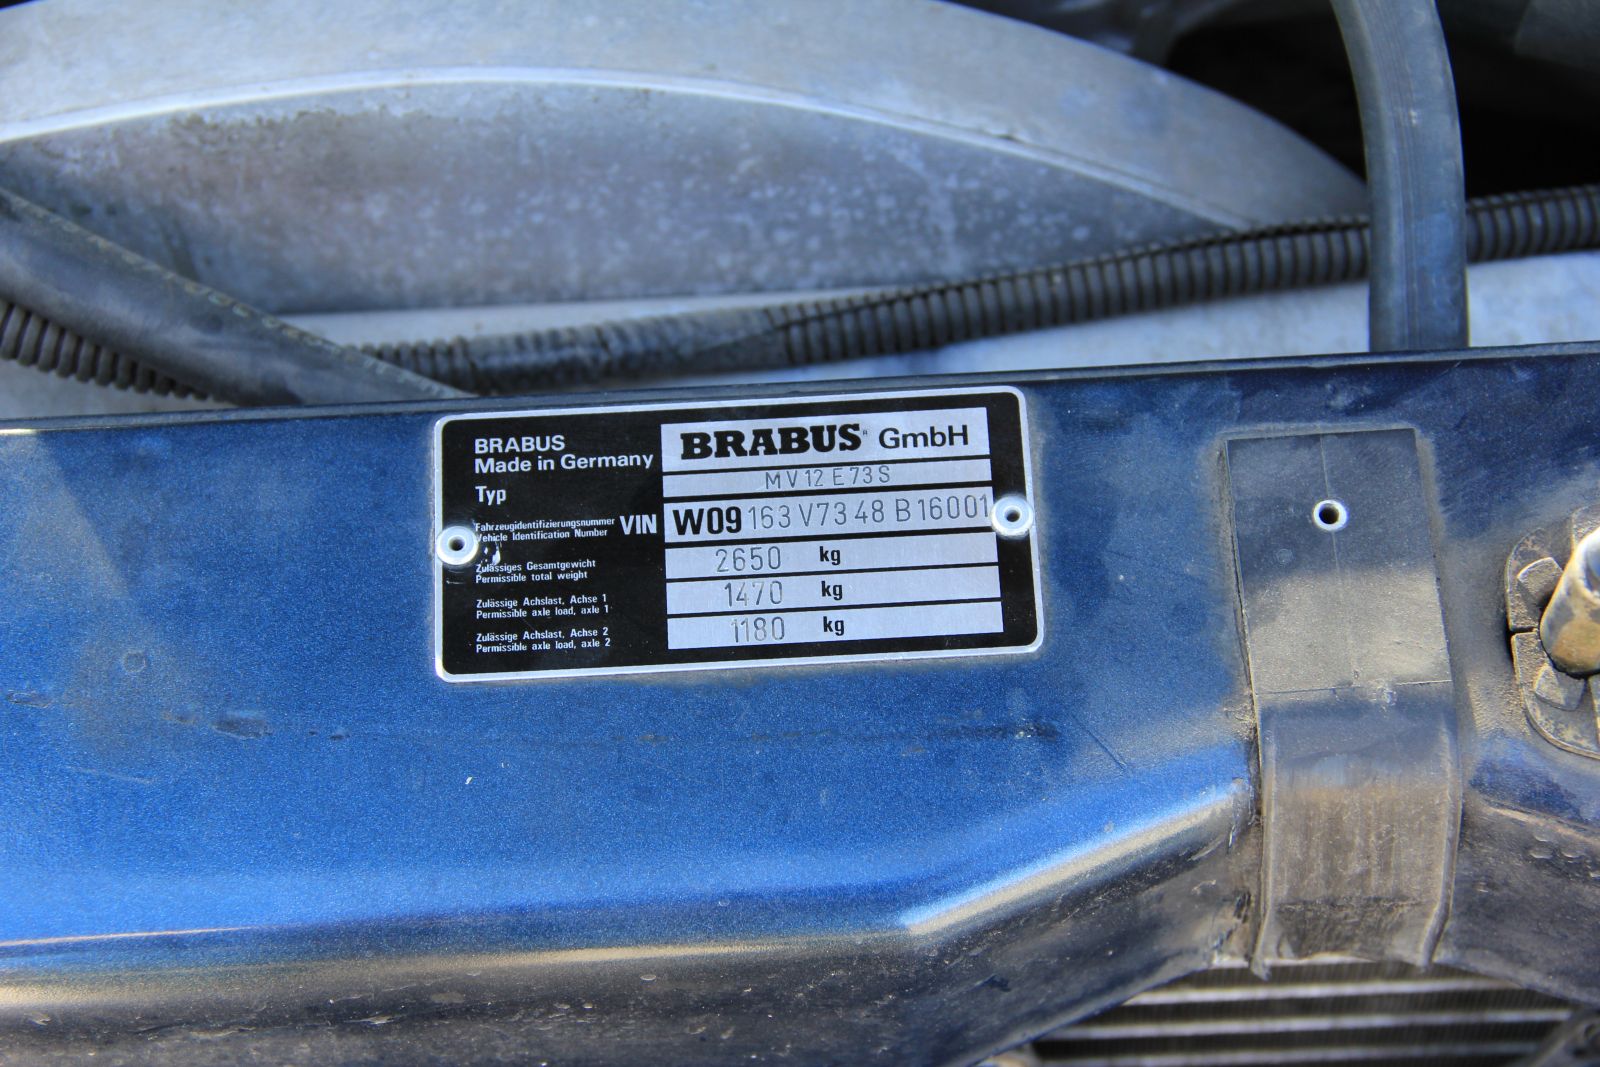 BRABUS
Made in Germany
BRABUS® GmbH
Typ MV12 E73S
Fahrzeugidentifizierungsnummer
Vehicle Identification Number
VIN W09 163 V73 48 B 16001
Zulässiges Gesamtgewicht
Permissible total weight
2650 kg
Zulässige Achslast, Achse 1
Permissible axle load, axle 1
1470 kg
Zulässige Achslast, Achse 2
Permissible axle load, axle 2
1180 kg